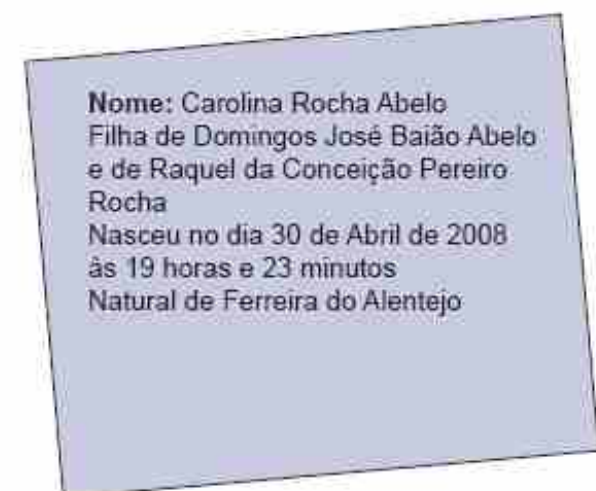 Nome: Carolina Rocha Abelo
Filha de Domingos José Baião Abelo
e de Raquel da Conceição Pereiro
Rocha
Nasceu no dia 30 de Abril de 2008
às 19 horas e 23 minutos
Natural de Ferreira do Alentejo